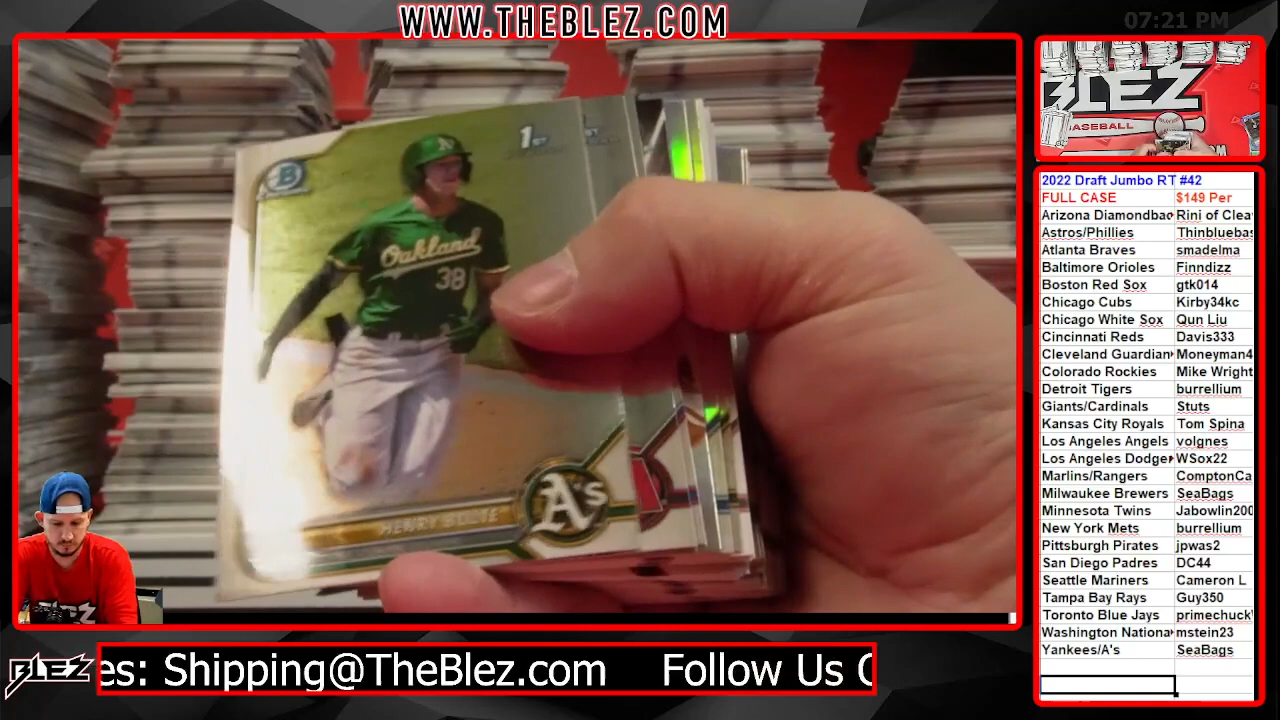 WWW.THEBLEZ.COM
07:21 PM
BLEZ
BASEBALL
1ST
B
N
Oakland
38
HENRY
A's
2022 Draft Jumbo RT #42
FULL CASE $149 Per
Arizona Diamondbac Rini of Clea
Astros/Phillies Thinbluebas
Atlanta Braves smadelma
Baltimore Orioles Finndizz
Boston Red Sox gtk014
Chicago Cubs Kirby34kc
Chicago White Sox Qun Liu
Cincinnati Reds Davis333
Cleveland Guardian Moneyman4
Colorado Rockies Mike Wright
Detroit Tigers burrellium
Giants/Cardinals Stuts
Kansas City Royals Tom Spina
Los Angeles Angels volgnes
Los Angeles Dodger WSox22
Marlins/Rangers ComptonCa
Milwaukee Brewers SeaBags
Minnesota Twins Jabowlin200
New York Mets burrellium
Pittsburgh Pirates jpwas2
San Diego Padres DC44
Seattle Mariners Cameron L
Tampa Bay Rays Guy350
Toronto Blue Jays primechuck
Washington Nationa mstein23
Yankees/A's SeaBags
BLEZ
es: Shipping@TheBlez.com Follow Us